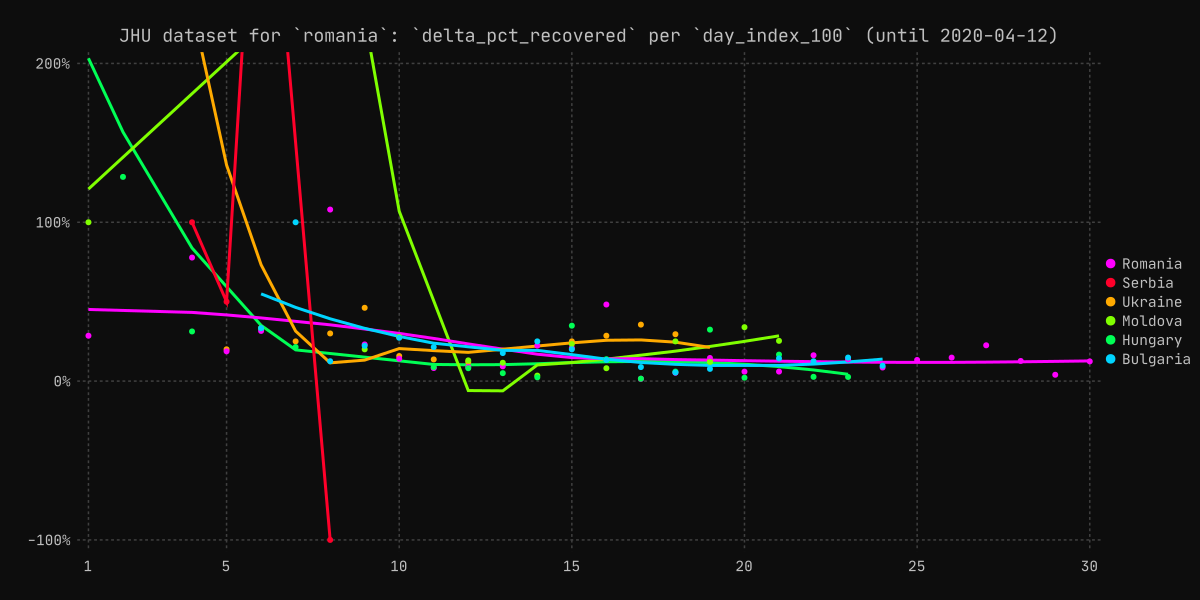 JHU dataset for `romania`: `delta_pct_recovered` per `day_index_100` (until 2020-04-12)
200%
100%
0%
-100%
1 5 10 15 20 25 30
Romania
Serbia
Ukraine
Moldova
Hungary
Bulgaria